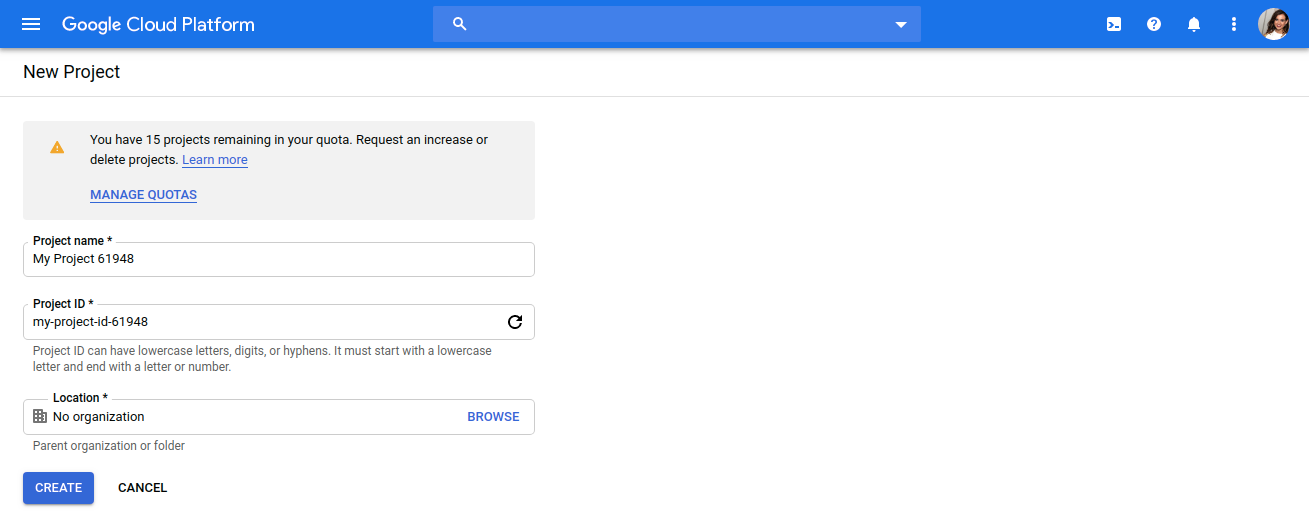 Google Cloud Platform
New Project
You have 15 projects remaining in your quota. Request an increase or
delete projects. Learn more
MANAGE QUOTAS
Project name *
My Project 61948
Project ID *
my-project-id-61948
Project ID can have lowercase letters, digits, or hyphens. It must start with a lowercase
letter and end with a letter or number.
Location *
No organization BROWSE
Parent organization or folder
CREATE CANCEL